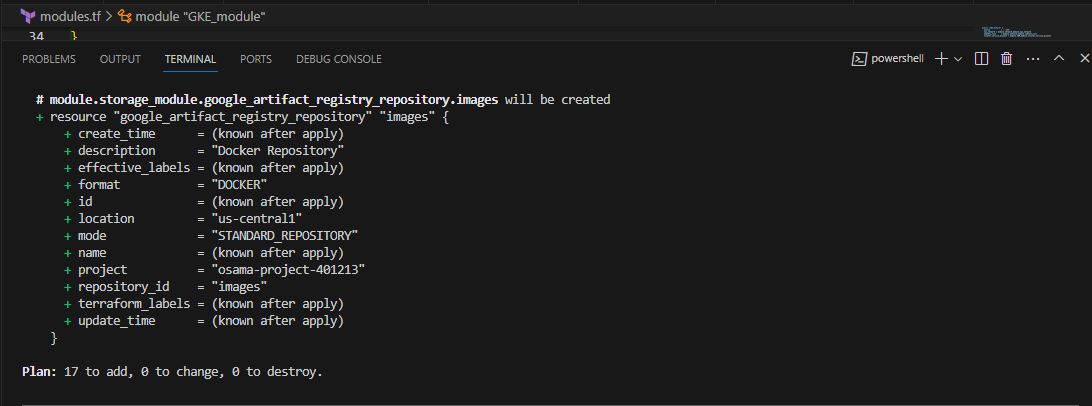 modules.tf > module "GKE_module"
34 }
PROBLEMS OUTPUT TERMINAL PORTS DEBUG CONSOLE powershell
# module.storage_module.google_artifact_registry_repository.images will be created
+ resource "google_artifact_registry_repository" "images" {
+ create_time = (known after apply)
+ description = "Docker Repository"
+ effective_labels = (known after apply)
+ format = "DOCKER"
+ id = (known after apply)
+ location = "us-central1"
+ mode = "STANDARD_REPOSITORY"
+ name = (known after apply)
+ project = "osama-project-401213"
+ repository_id = "images"
+ terraform_labels = (known after apply)
+ update_time = (known after apply)
}
Plan: 17 to add, 0 to change, 0 to destroy.